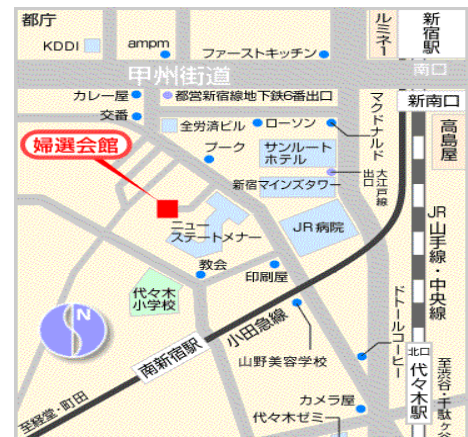 都庁
KDDI
ampm
ファーストキッチン
ルミネ1
新宿駅
南口
甲州街道
カレー屋
都営新宿線地下鉄6番出口
マクドナルド
新南口
交番
全労済ビル
ローソン
高島屋
婦選会館
プーク
サンルートホテル
大江戸線出口
新宿マインズタワー
ニューステートメナー
JR病院
JR山手線・中央線
教会
印刷屋
代々木小学校
N
小田急線
ドトールコーヒー
南新宿駅
山野美容学校
北口
代々木駅
至渋谷・千駄ヶ谷
至経堂・町田
カメラ屋
代々木ゼミー